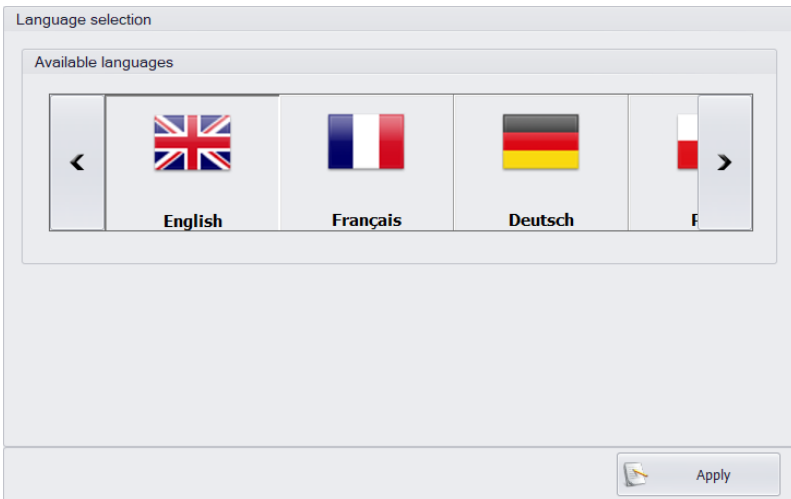 Language selection
Available languages
English
Français
Deutsch
Apply